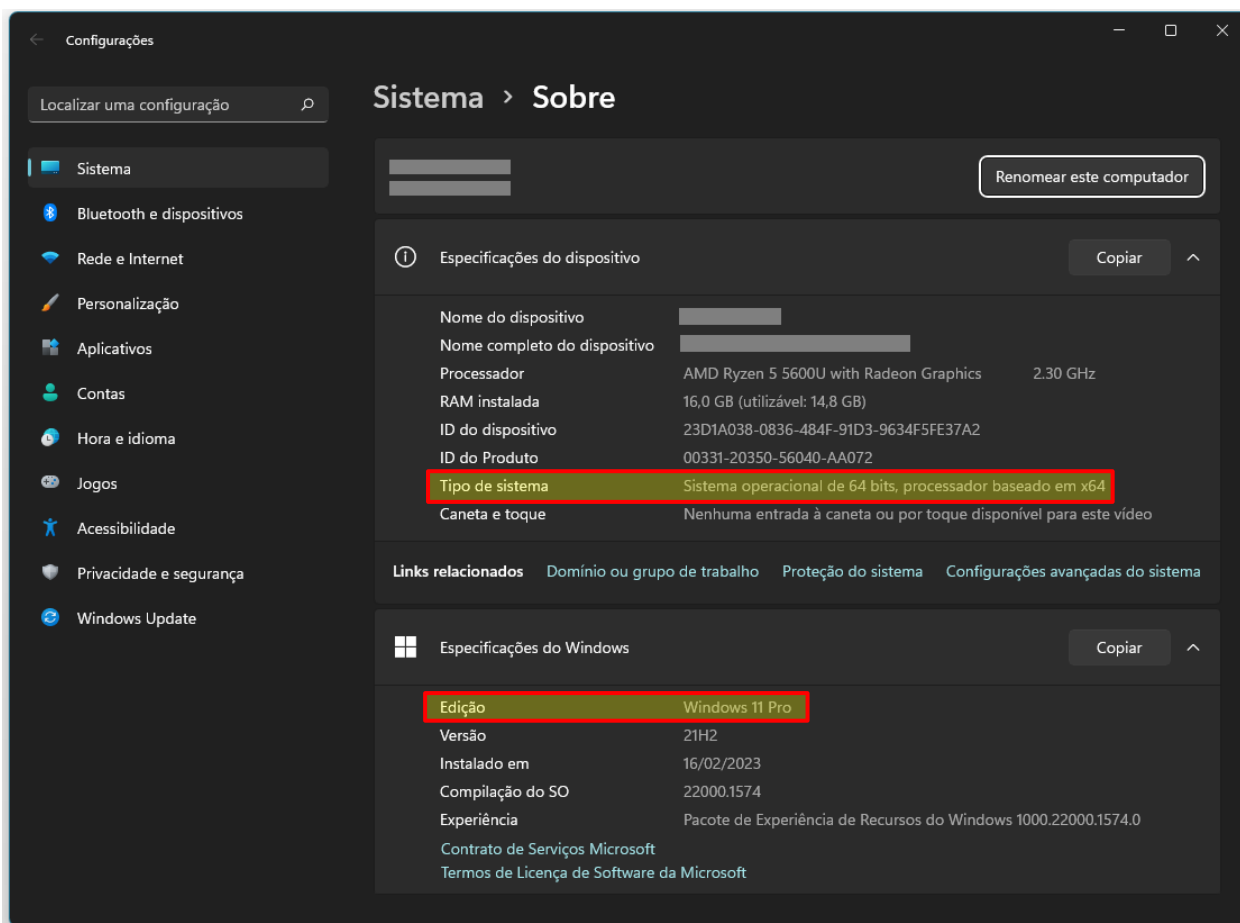 Configurações
Localizar uma configuração
Sistema
Bluetooth e dispositivos
Rede e Internet
Personalização
Aplicativos
Contas
Hora e idioma
Jogos
Acessibilidade
Privacidade e segurança
Windows Update
Sistema > Sobre
Renomear este computador
Especificações do dispositivo Copiar
Nome do dispositivo
Nome completo do dispositivo
Processador AMD Ryzen 5 5600U with Radeon Graphics 2.30 GHz
RAM instalada 16,0 GB (utilizável: 14,8 GB)
ID do dispositivo 23D1A038-0836-484F-91D3-9634F5FE37A2
ID do Produto 00331-20350-56040-AA072
Tipo de sistema Sistema operacional de 64 bits, processador baseado em x64
Caneta e toque Nenhuma entrada à caneta ou por toque disponível para este vídeo
Links relacionados Domínio ou grupo de trabalho Proteção do sistema Configurações avançadas do sistema
Especificações do Windows Copiar
Edição Windows 11 Pro
Versão 21H2
Instalado em 16/02/2023
Compilação do SO 22000.1574
Experiência Pacote de Experiência de Recursos do Windows 1000.22000.1574.0
Contrato de Serviços Microsoft
Termos de Licença de Software da Microsoft